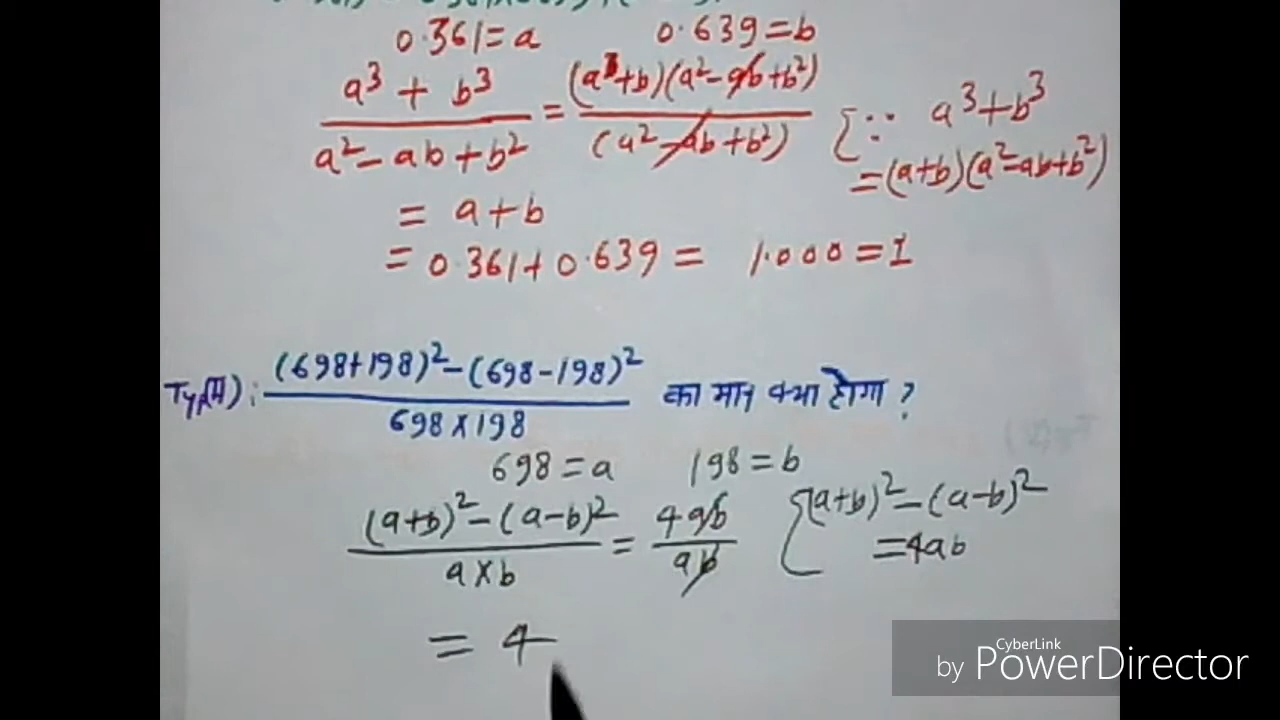 0.361=a 0.639=b
a³ + b³ / a² - ab + b² = (a³+b)(a²-ab+b²) / (a²-ab+b²) {∵ a³+b³
=(a+b)(a²-ab+b²)
= a+b
= 0.361+0.639 = 1.000 = 1
(698+198)²-(698-198)² / 698×198 का मान क्या होगा ?
698=a 198=b
(a+b)²-(a-b)² / a×b = 4ab / ab {(a+b)²-(a-b)²
=4ab
= 4
CyberLink
by PowerDirector